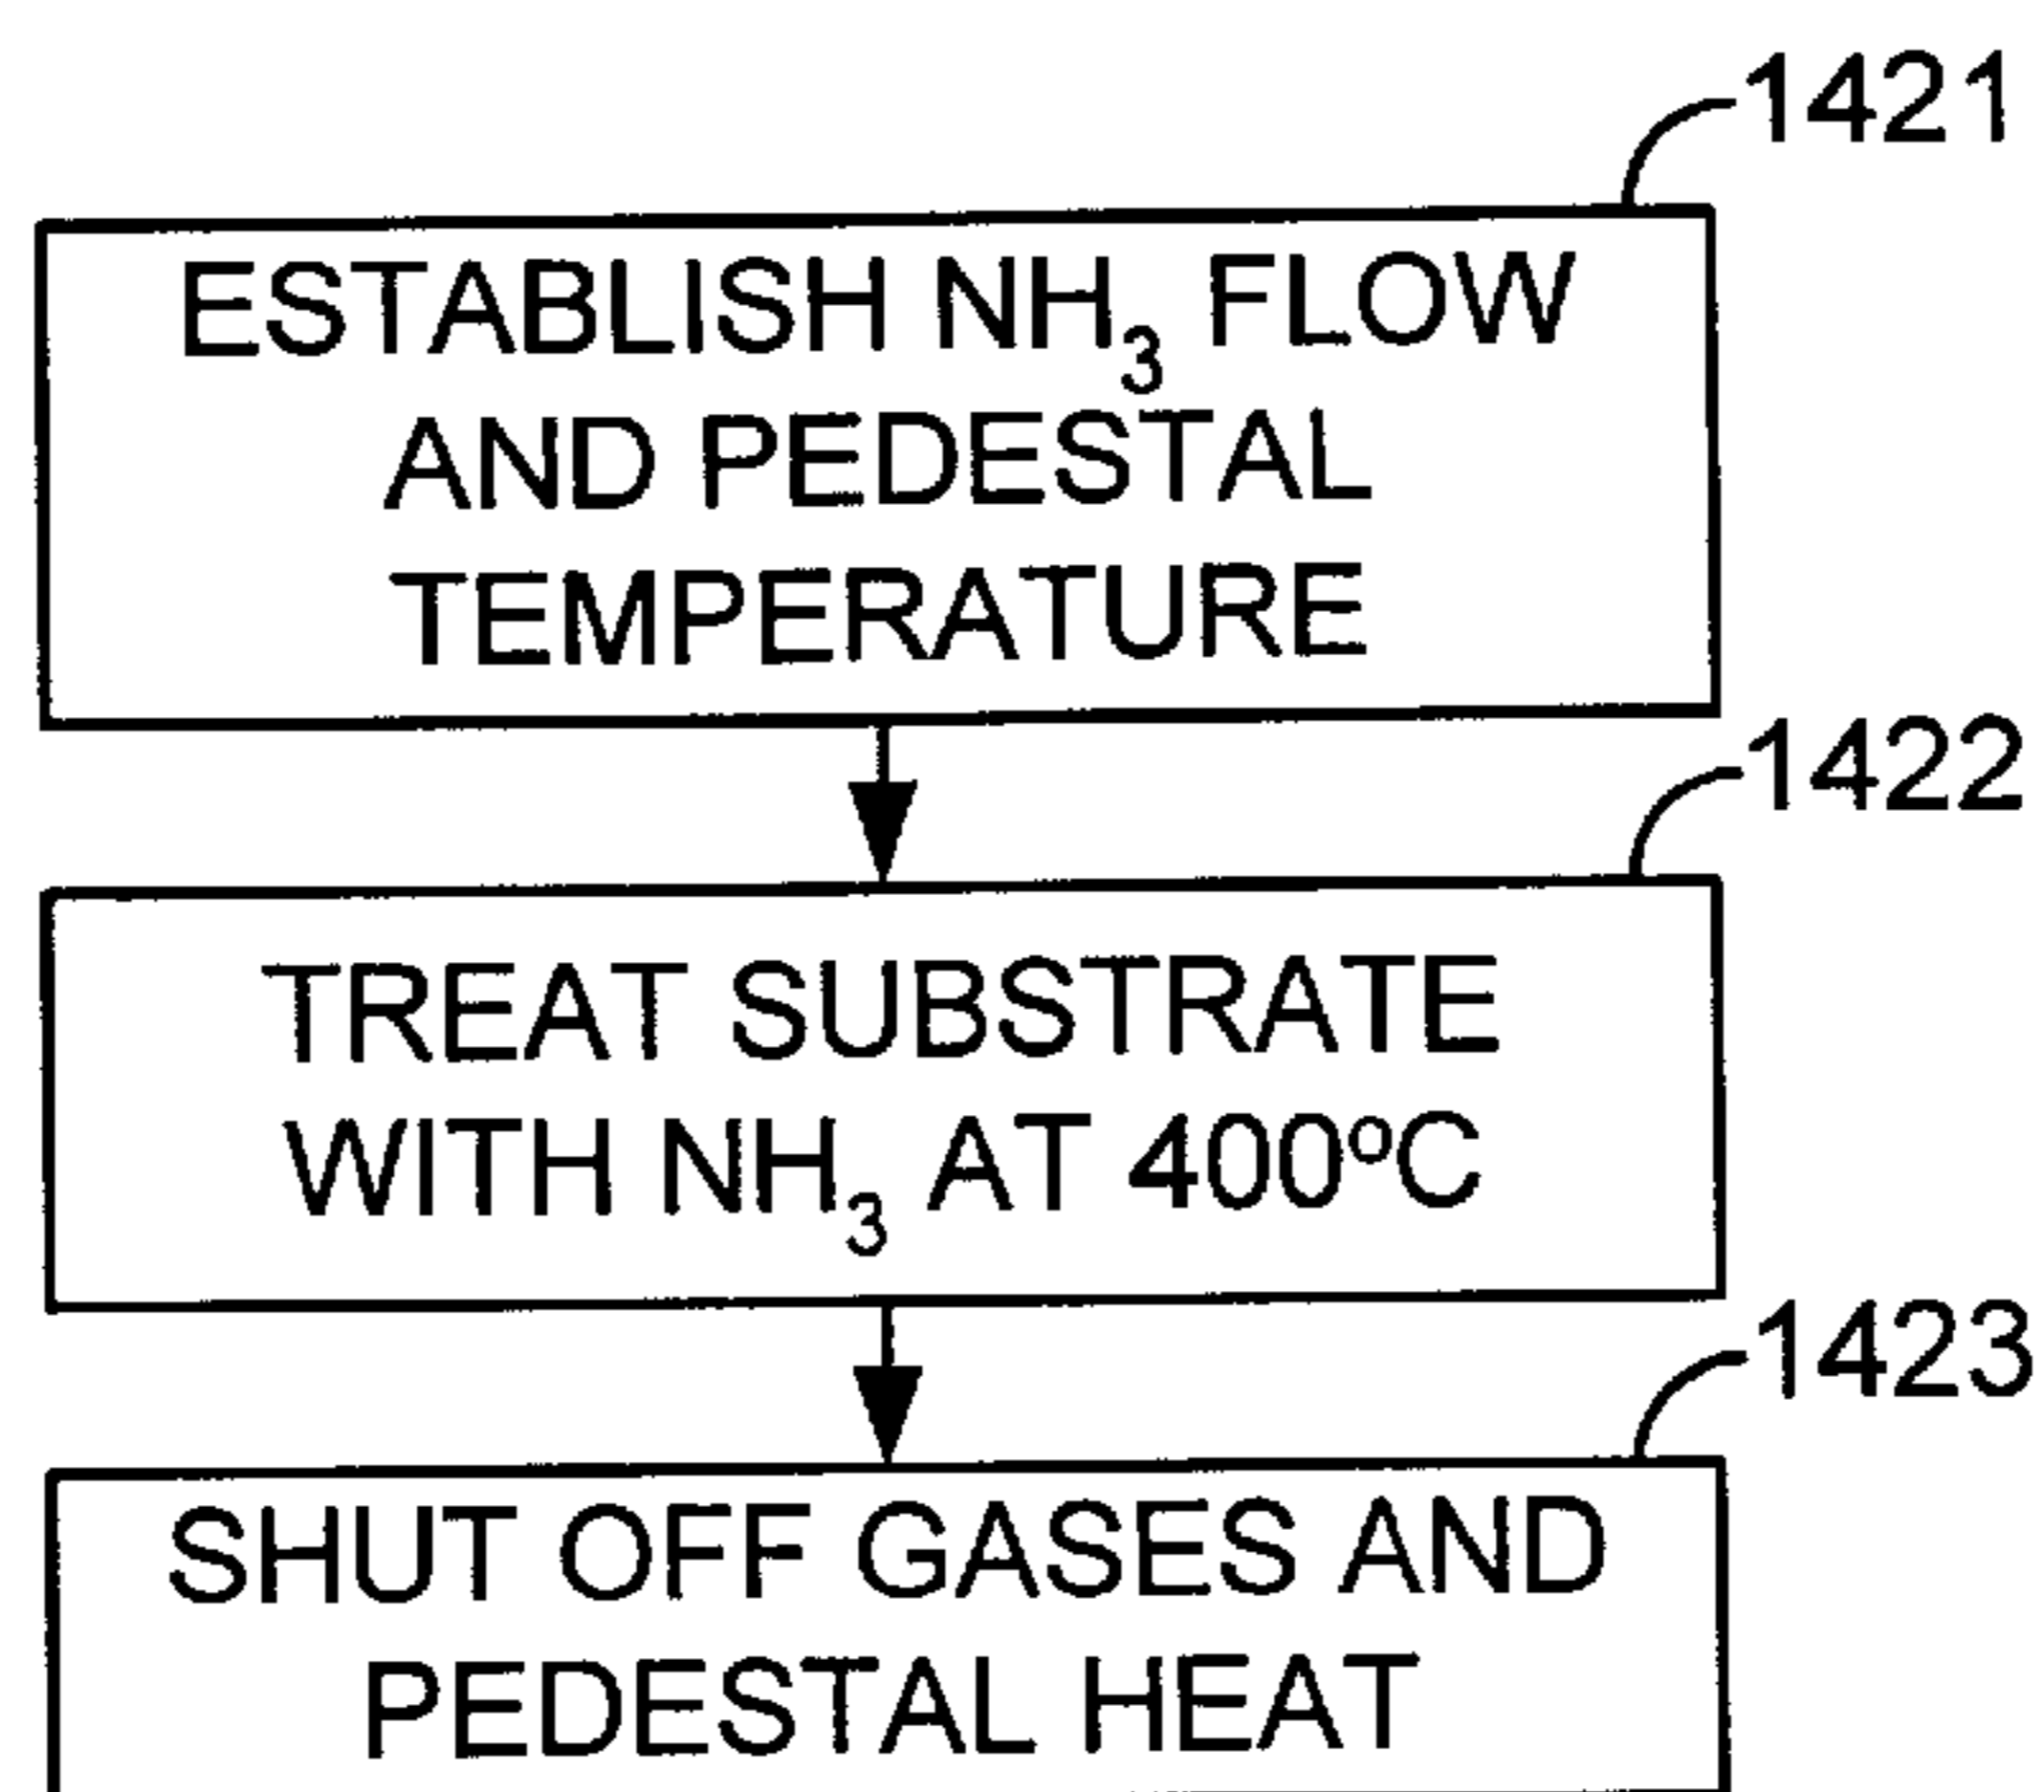 1421
ESTABLISH NH₃ FLOW
AND PEDESTAL
TEMPERATURE
1422
TREAT SUBSTRATE
WITH NH₃ AT 400ºC
1423
SHUT OFF GASES AND
PEDESTAL HEAT